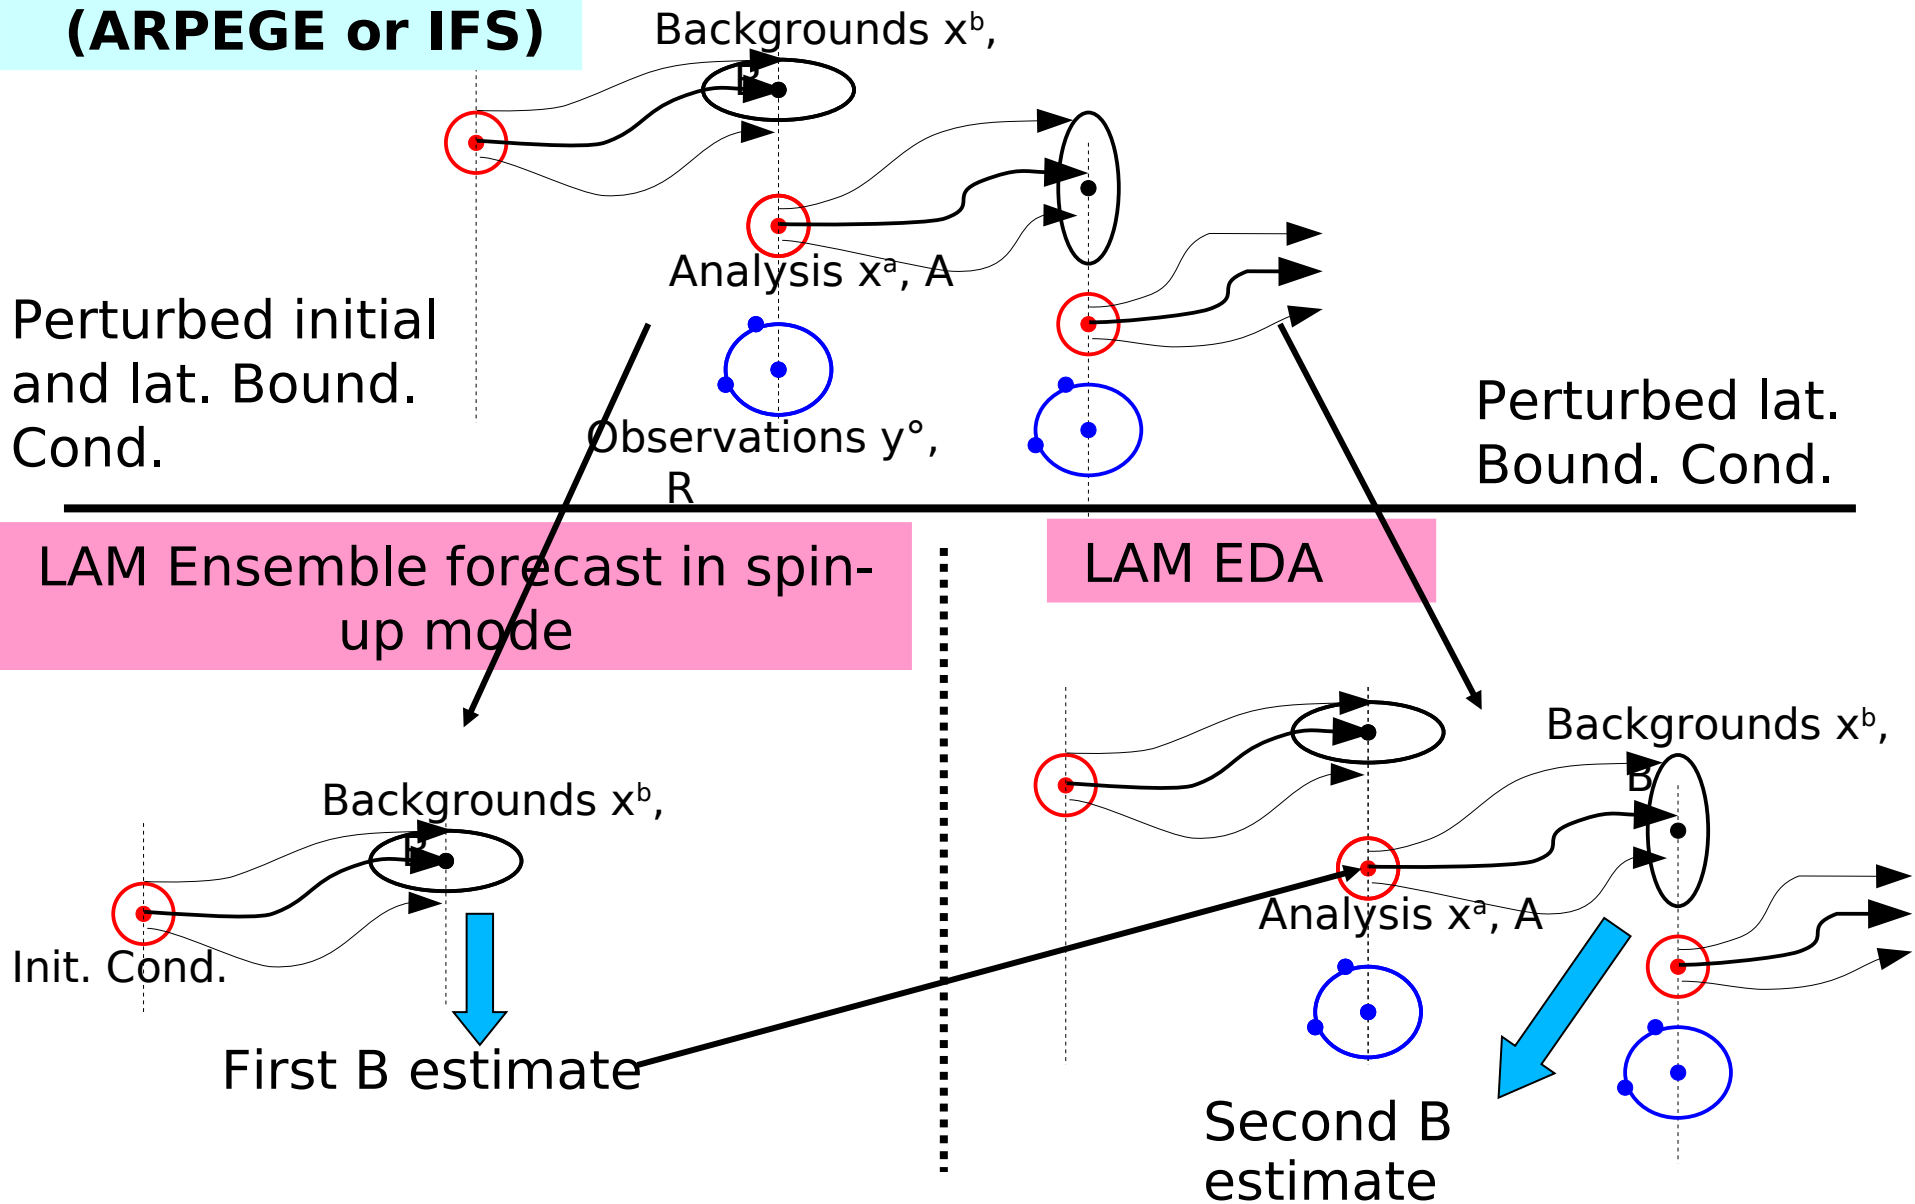 (ARPEGE or IFS)
Backgrounds xᵇ,
Analysis xᵃ, A
Perturbed initial
and lat. Bound.
Cond.
Observations y°,
R
Perturbed lat.
Bound. Cond.
LAM Ensemble forecast in spin-
up mode
LAM EDA
Backgrounds xᵇ,
Init. Cond.
First B estimate
Backgrounds xᵇ,
B
Analysis xᵃ, A
Second B
estimate